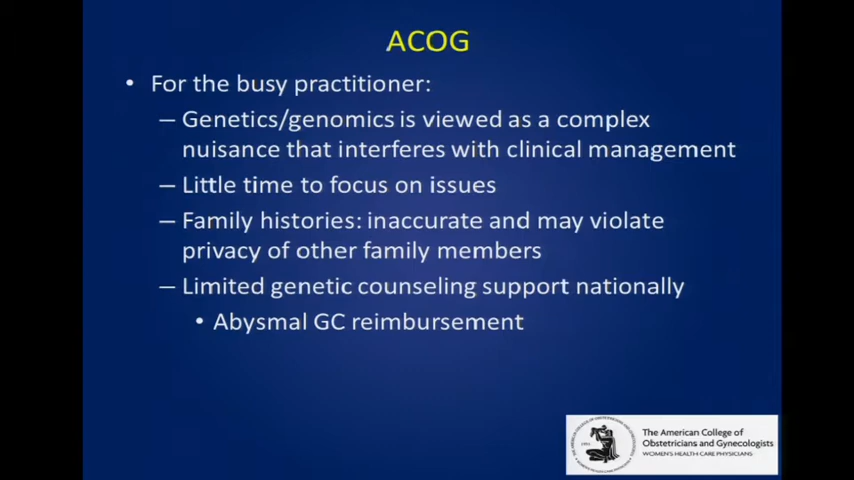 ACOG
• For the busy practitioner:
– Genetics/genomics is viewed as a complex
nuisance that interferes with clinical management
– Little time to focus on issues
– Family histories: inaccurate and may violate
privacy of other family members
– Limited genetic counseling support nationally
• Abysmal GC reimbursement
The American College of
Obstetricians and Gynecologists
WOMEN'S HEALTH CARE PHYSICIANS